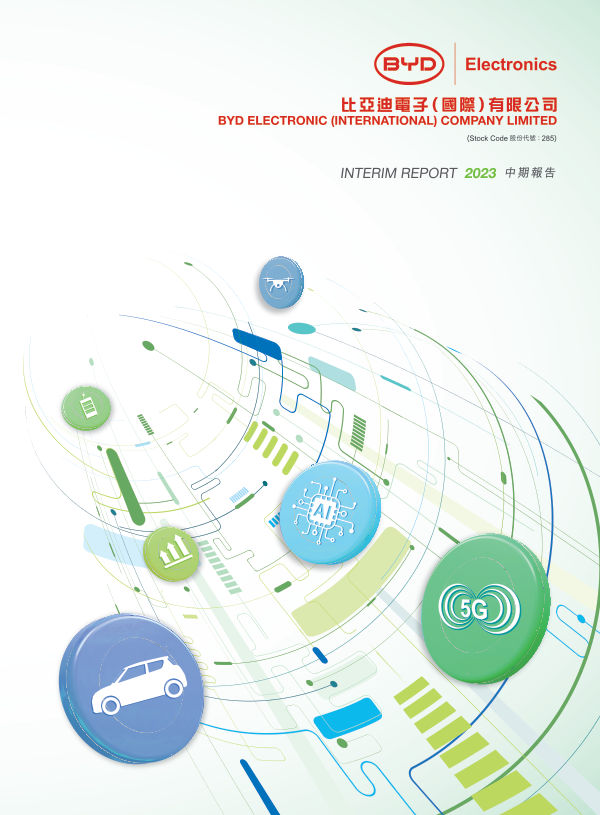 BYD Electronics
比亞迪電子(國際)有限公司
BYD ELECTRONIC (INTERNATIONAL) COMPANY LIMITED
(Stock Code 股份代號:285)
INTERIM REPORT 2023 中期報告
AI
5G